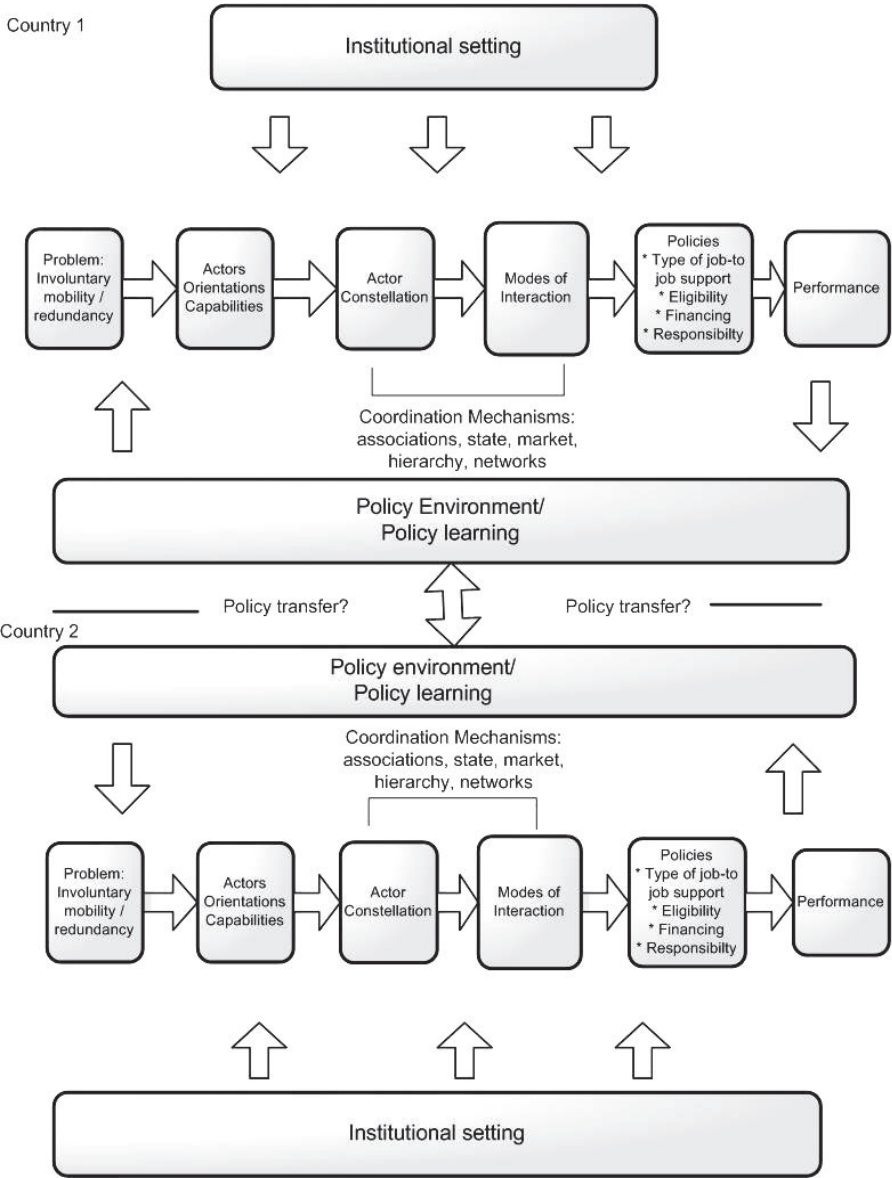 Country 1
Institutional setting
Problem:
Involuntary
mobility /
redundancy
Actors
Orientations
Capabilities
Actor
Constellation
Modes of
Interaction
Policies
* Type of job-to
job support
* Eligibility
* Financing
* Responsibilty
Performance
Coordination Mechanisms:
associations, state, market,
hierarchy, networks
Policy Environment/
Policy learning
Policy transfer?
Policy transfer?
Country 2
Policy environment/
Policy learning
Coordination Mechanisms:
associations, state, market,
hierarchy, networks
Problem:
Involuntary
mobility /
redundancy
Actors
Orientations
Capabilities
Actor
Constellation
Modes of
Interaction
Policies
* Type of job-to
job support
* Eligibility
* Financing
* Responsibilty
Performance
Institutional setting